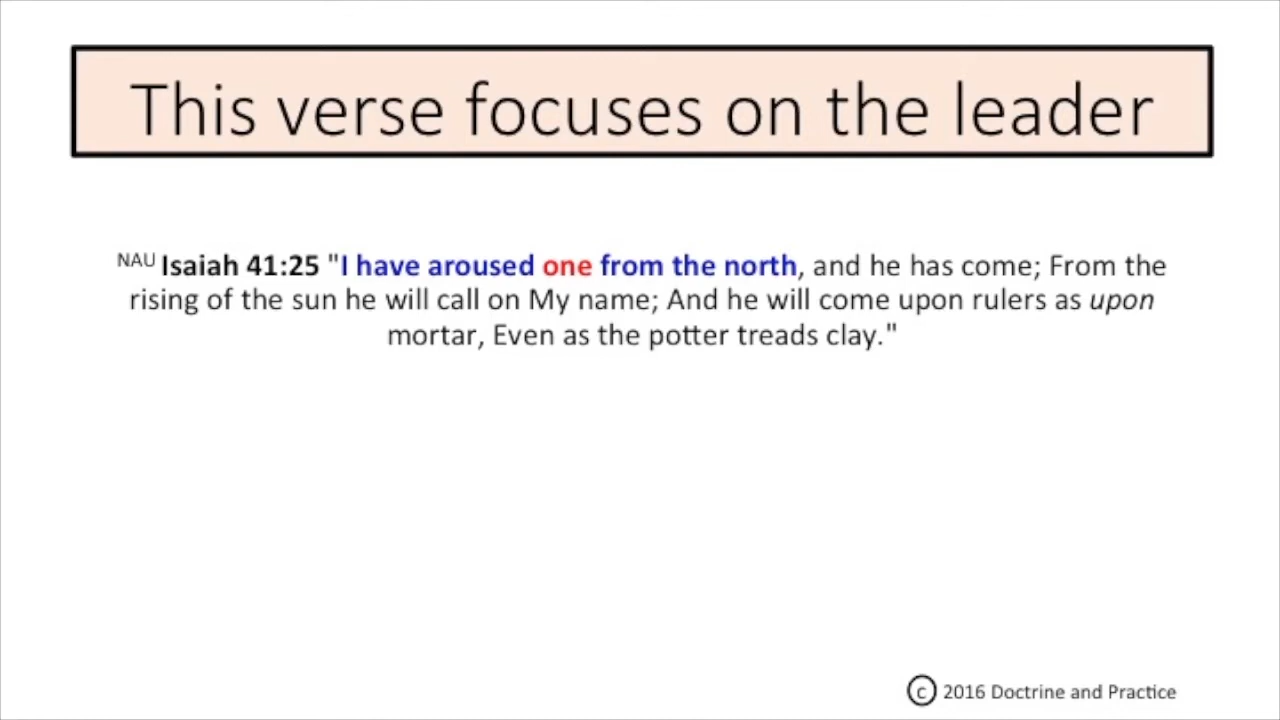 This verse focuses on the leader
NAU Isaiah 41:25 "I have aroused one from the north, and he has come; From the
rising of the sun he will call on My name; And he will come upon rulers as upon
mortar, Even as the potter treads clay."
© 2016 Doctrine and Practice